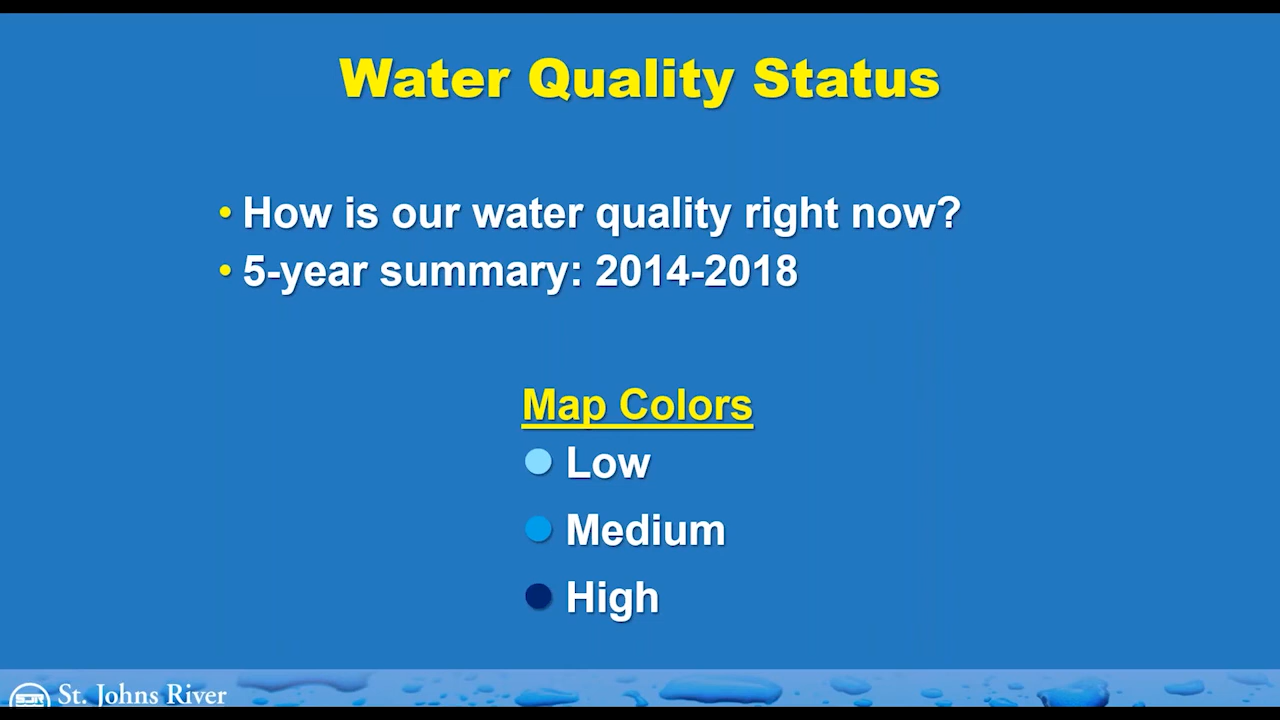 Water Quality Status
• How is our water quality right now?
• 5-year summary: 2014-2018
Map Colors
Low
Medium
High
St. Johns River